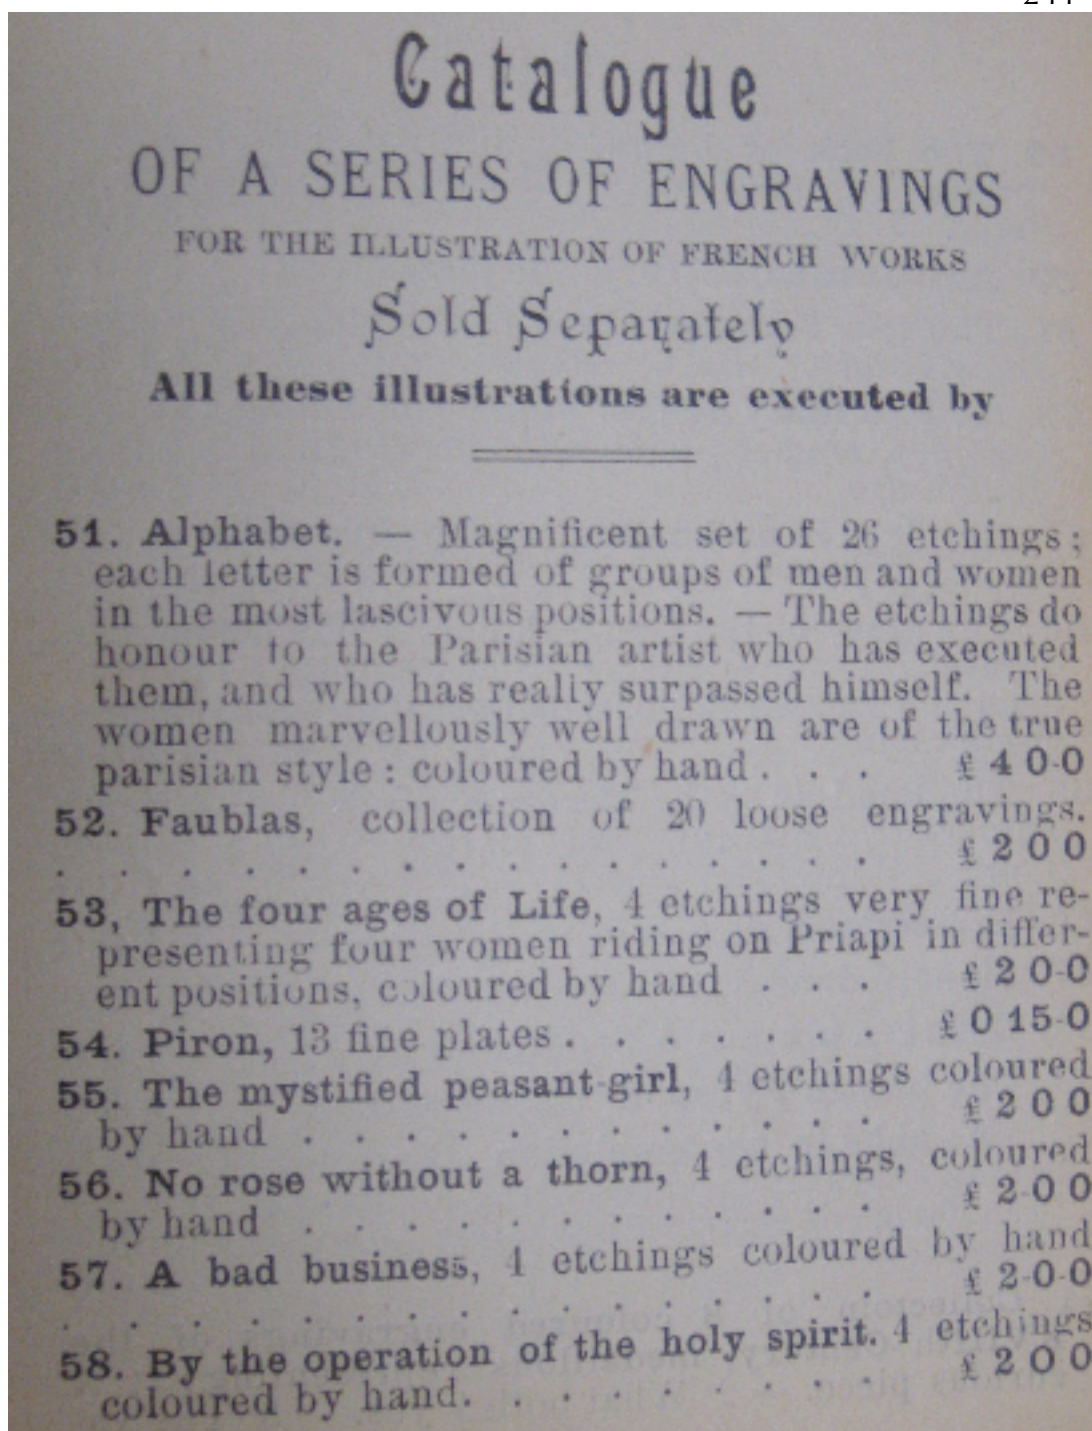 Catalogue
OF A SERIES OF ENGRAVINGS
FOR THE ILLUSTRATION OF FRENCH WORKS
Sold Separately
All these illustrations are executed by
51. Alphabet. — Magnificent set of 26 etchings;
each letter is formed of groups of men and women
in the most lascivous positions. — The etchings do
honour to the Parisian artist who has executed
them, and who has really surpassed himself. The
women marvellously well drawn are of the true
parisian style : coloured by hand . . . £ 4 0-0
52. Faublas, collection of 20 loose engravings.
. . . . . . . . . . . . . . £ 2 0 0
53, The four ages of Life, 4 etchings very fine re-
presenting four women riding on Priapi in differ-
ent positions, coloured by hand . . . £ 2 0-0
54. Piron, 13 fine plates . . . . . . £ 0 15-0
55. The mystified peasant-girl, 4 etchings coloured
by hand . . . . . . . . . . £ 2 0 0
56. No rose without a thorn, 4 etchings, coloured
by hand . . . . . . . . . . £ 2-0 0
57. A bad business, 4 etchings coloured by hand
. . . . . . . . . . . . . £ 2-0-0
58. By the operation of the holy spirit. 4 etchings
coloured by hand. . . . . . . . £ 2 0 0